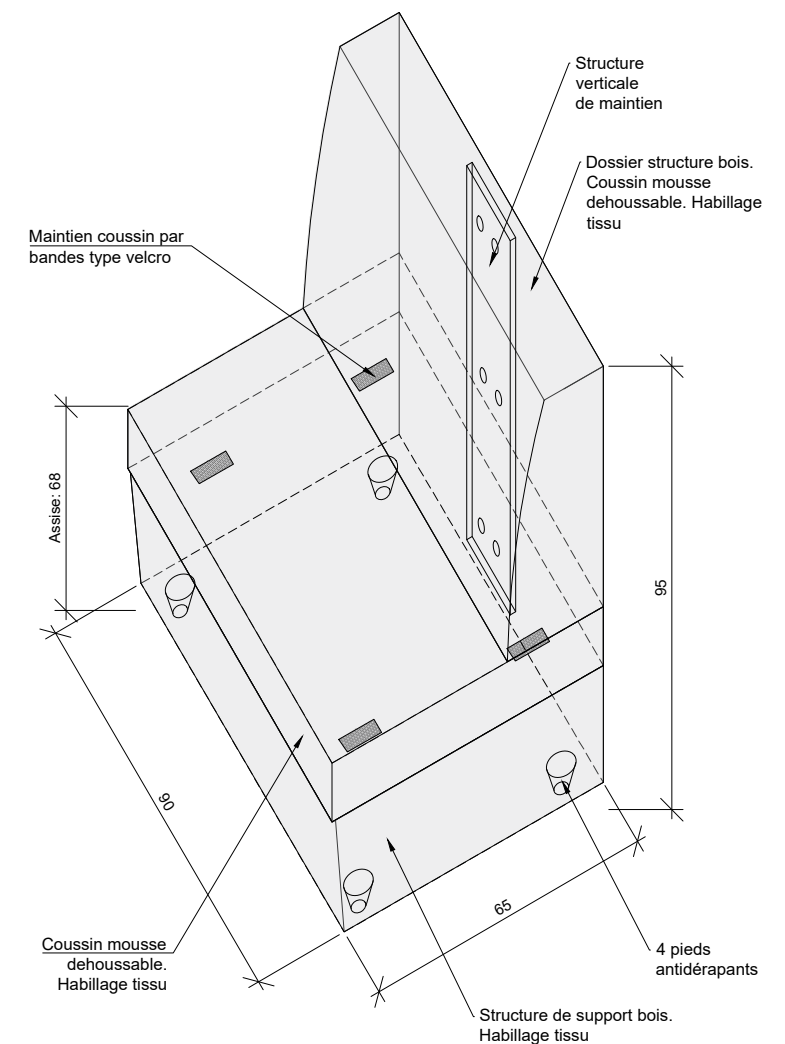 Structure
verticale
de maintien
Dossier structure bois.
Coussin mousse
dehoussable. Habillage
tissu
Maintien coussin par
bandes type velcro
Assise: 68
95
90
65
Coussin mousse
dehoussable.
Habillage tissu
4 pieds
antidérapants
Structure de support bois.
Habillage tissu